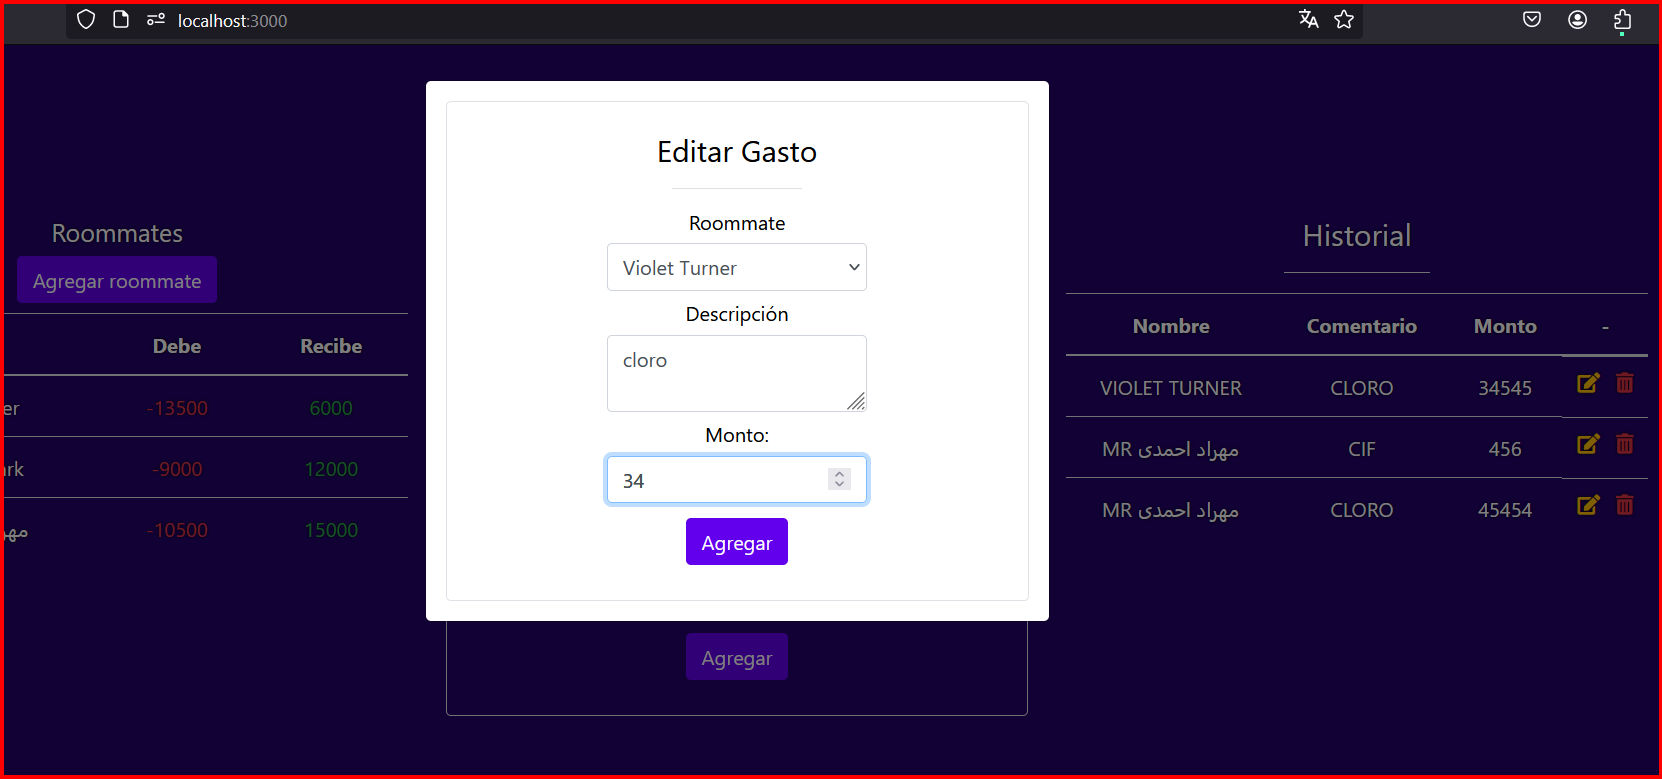 localhost:3000
Editar Gasto
Roommate
Violet Turner
Descripción
cloro
Monto:
34
Agregar
Agregar
Roommates
Agregar roommate
Debe Recibe
er -13500 6000
ark -9000 12000
مهر -10500 15000
Historial
Nombre Comentario Monto -
VIOLET TURNER CLORO 34545
MR مهراد احمدی CIF 456
MR مهراد احمدی CLORO 45454